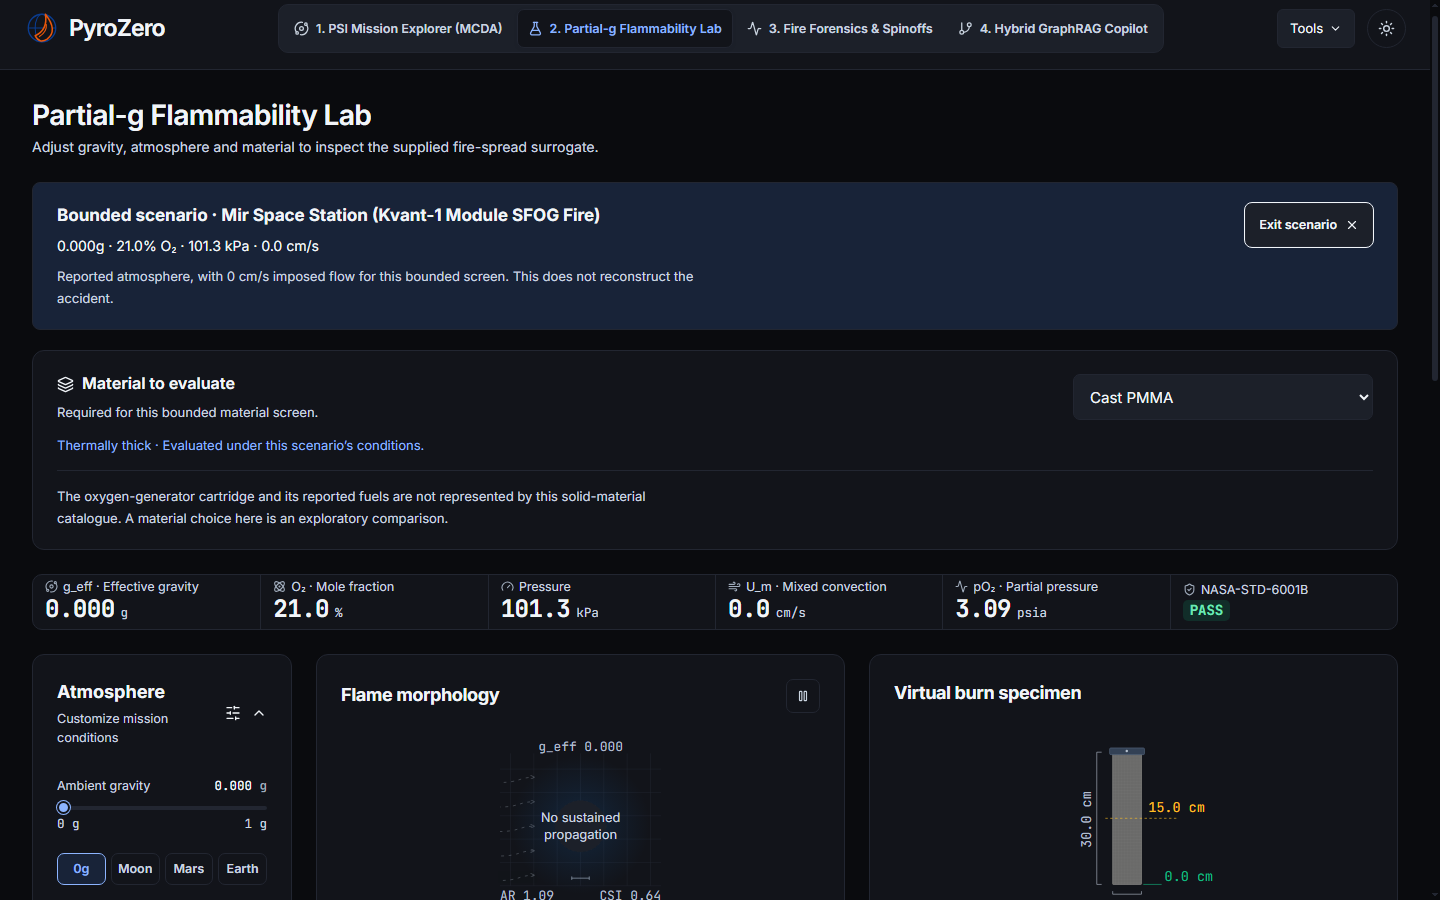 PyroZero
1. PSI Mission Explorer (MCDA)
2. Partial-g Flammability Lab
3. Fire Forensics & Spinoffs
4. Hybrid GraphRAG Copilot
Tools
Partial-g Flammability Lab
Adjust gravity, atmosphere and material to inspect the supplied fire-spread surrogate.
Bounded scenario · Mir Space Station (Kvant-1 Module SFOG Fire)
0.000g · 21.0% O₂ · 101.3 kPa · 0.0 cm/s
Reported atmosphere, with 0 cm/s imposed flow for this bounded screen. This does not reconstruct the
accident.
Exit scenario ×
Material to evaluate
Required for this bounded material screen.
Thermally thick · Evaluated under this scenario’s conditions.
Cast PMMA
The oxygen-generator cartridge and its reported fuels are not represented by this solid-material
catalogue. A material choice here is an exploratory comparison.
g_eff · Effective gravity
0.000 g
O₂ · Mole fraction
21.0 %
Pressure
101.3 kPa
U_m · Mixed convection
0.0 cm/s
pO₂ · Partial pressure
3.09 psia
NASA-STD-6001B
PASS
Atmosphere
Customize mission
conditions
Ambient gravity 0.000 g
0 g 1 g
0g Moon Mars Earth
Flame morphology
g_eff 0.000
No sustained
propagation
AR 1.09 CSI 0.64
Virtual burn specimen
30.0 cm
15.0 cm
0.0 cm